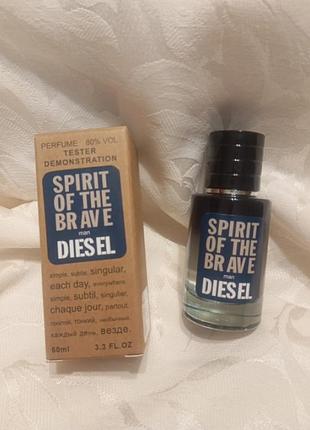 PERFUME 80% VOL
TESTER
DEMONSTRATION
SPIRIT
OF THE
BRAVE
man
DIESEL
simple, subtle, singular,
each day, everywhere.
simple, subtil, singulier,
chaque jour, partout.
простой, тонкий, необычный.
каждый день, везде.
60ml 3.3 FL.OZ
SPIRIT
OF THE
BRAVE
man
DIESEL